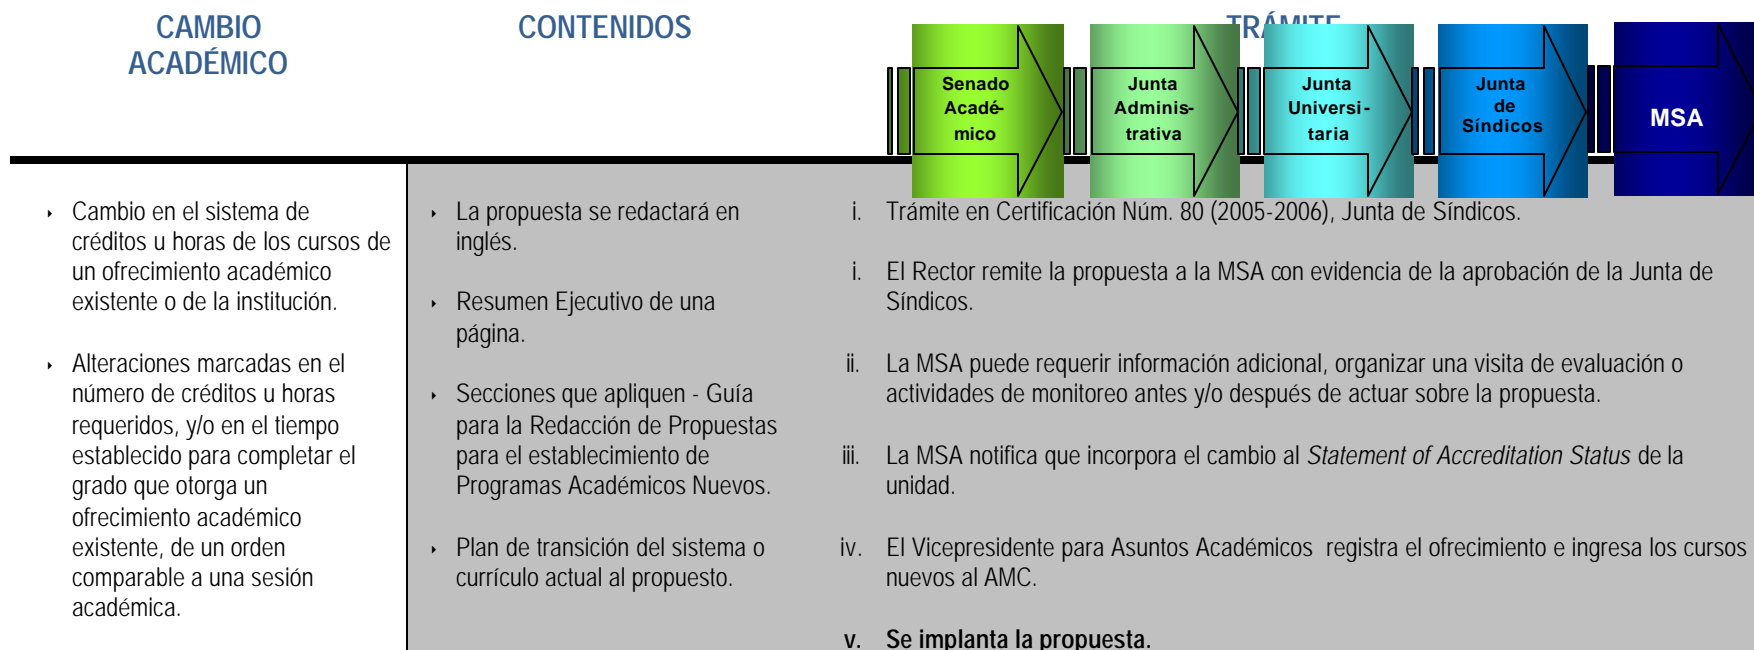 CAMBIO
ACADÉMICO
CONTENIDOS
TRÁMITE
Senado
Acadé-
mico
Junta
Adminis-
trativa
Junta
Universi-
taria
Junta
de
Síndicos
MSA
‣ Cambio en el sistema de
créditos u horas de los cursos de
un ofrecimiento académico
existente o de la institución.
‣ Alteraciones marcadas en el
número de créditos u horas
requeridos, y/o en el tiempo
establecido para completar el
grado que otorga un
ofrecimiento académico
existente, de un orden
comparable a una sesión
académica.
‣ La propuesta se redactará en
inglés.
‣ Resumen Ejecutivo de una
página.
‣ Secciones que apliquen - Guía
para la Redacción de Propuestas
para el establecimiento de
Programas Académicos Nuevos.
‣ Plan de transición del sistema o
currículo actual al propuesto.
i. Trámite en Certificación Núm. 80 (2005-2006), Junta de Síndicos.
i. El Rector remite la propuesta a la MSA con evidencia de la aprobación de la Junta de
Síndicos.
ii. La MSA puede requerir información adicional, organizar una visita de evaluación o
actividades de monitoreo antes y/o después de actuar sobre la propuesta.
iii. La MSA notifica que incorpora el cambio al Statement of Accreditation Status de la
unidad.
iv. El Vicepresidente para Asuntos Académicos registra el ofrecimiento e ingresa los cursos
nuevos al AMC.
v. Se implanta la propuesta.